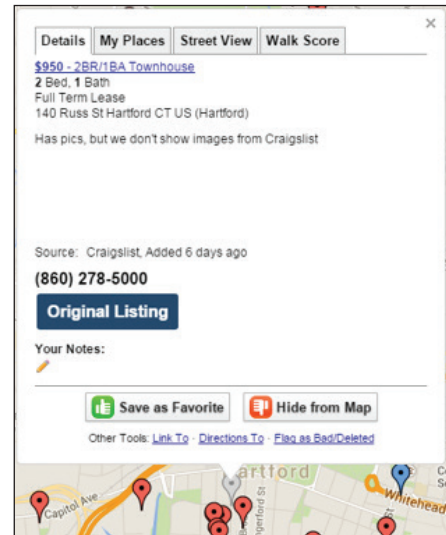 Details My Places Street View Walk Score
$950 - 2BR/1BA Townhouse
2 Bed, 1 Bath
Full Term Lease
140 Russ St Hartford CT US (Hartford)
Has pics, but we don't show images from Craigslist
Source: Craigslist, Added 6 days ago
(860) 278-5000
Original Listing
Your Notes:
Save as Favorite Hide from Map
Other Tools: Link To · Directions To · Flag as Bad/Deleted
artford
Capitol Ave
Whitehead